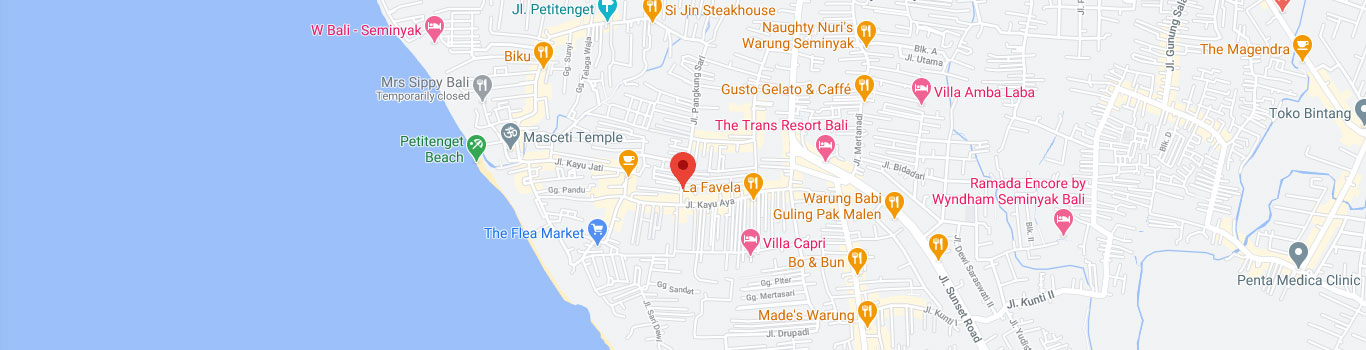 Jl. Petitenget
Si Jin Steakhouse
W Bali - Seminyak
Naughty Nuri's
Warung Seminyak
Biku
Gg. Sunyi
Gg. Telaga Waja
Jl. Pangkung Sari
Blk. A
Jl. Utama
Jl. Gunung Sala
The Magendra
Mrs Sippy Bali
Temporarily closed
Gusto Gelato & Caffé
Villa Amba Laba
Toko Bintang
The Trans Resort Bali
Jl. Mertanadi
Blk. D
Petitenget
Beach
Masceti Temple
Jl. Kayu Jati
Jl. Bidadari
Gg. Pandu
La Favela
Jl. Kayu Aya
Warung Babi
Guling Pak Malen
Ramada Encore by
Wyndham Seminyak Bali
Blk. II
The Flea Market
Villa Capri
Bo & Bun
Jl. Dewi Saraswati II
Penta Medica Clinic
Gg. Piter
Gg Sandat
Gg. Mertasari
Jl. Sunset Road
Jl. Kunti II
Jl. Sari Dewi
Made's Warung
Jl. Kunti I
Jl. Drupadi
Jl. Yudist